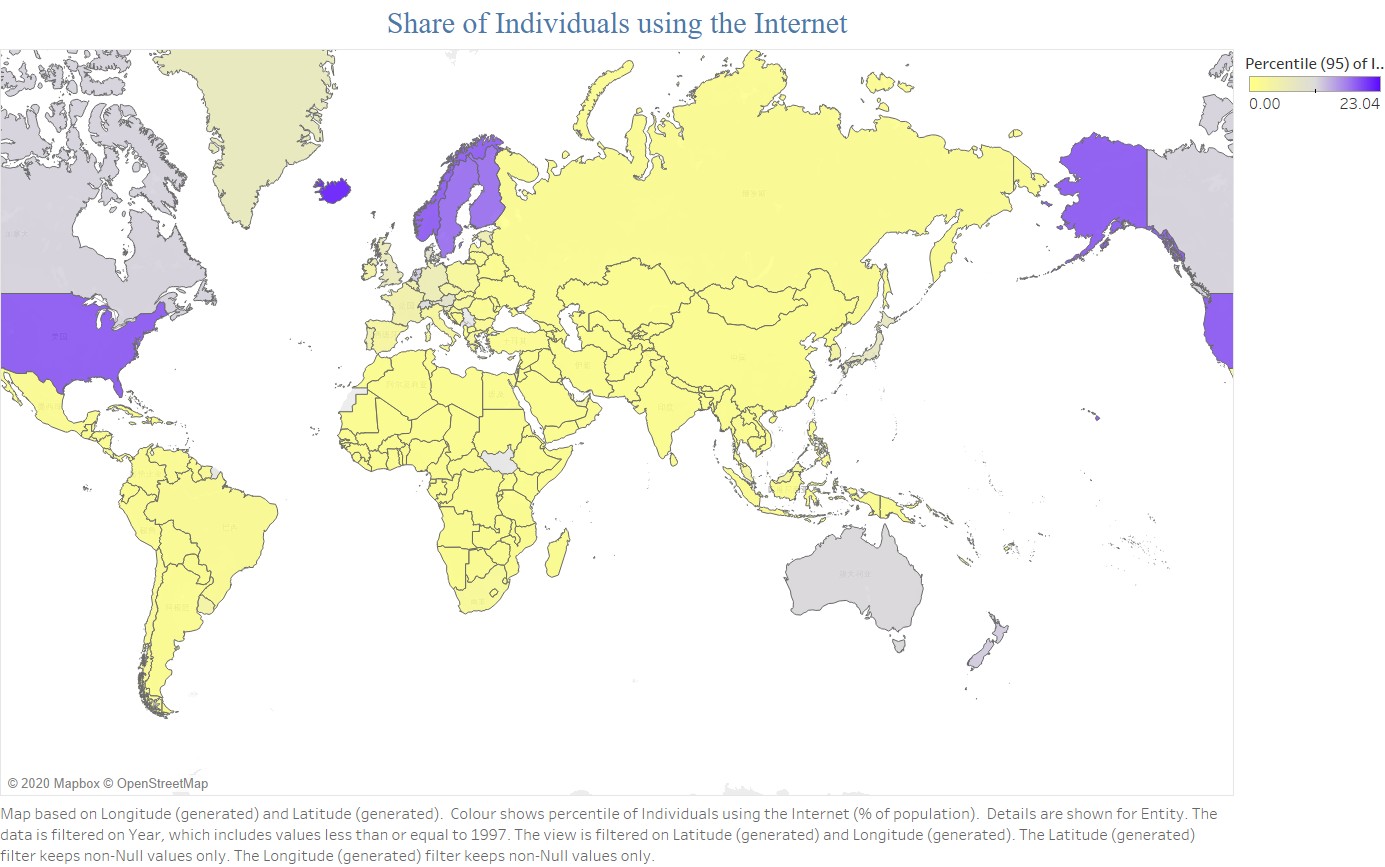 Share of Individuals using the Internet
Percentile (95) of I..
0.00 23.04
© 2020 Mapbox © OpenStreetMap
Map based on Longitude (generated) and Latitude (generated).  Colour shows percentile of Individuals using the Internet (% of population).  Details are shown for Entity. The
data is filtered on Year, which includes values less than or equal to 1997. The view is filtered on Latitude (generated) and Longitude (generated). The Latitude (generated)
filter keeps non-Null values only. The Longitude (generated) filter keeps non-Null values only.